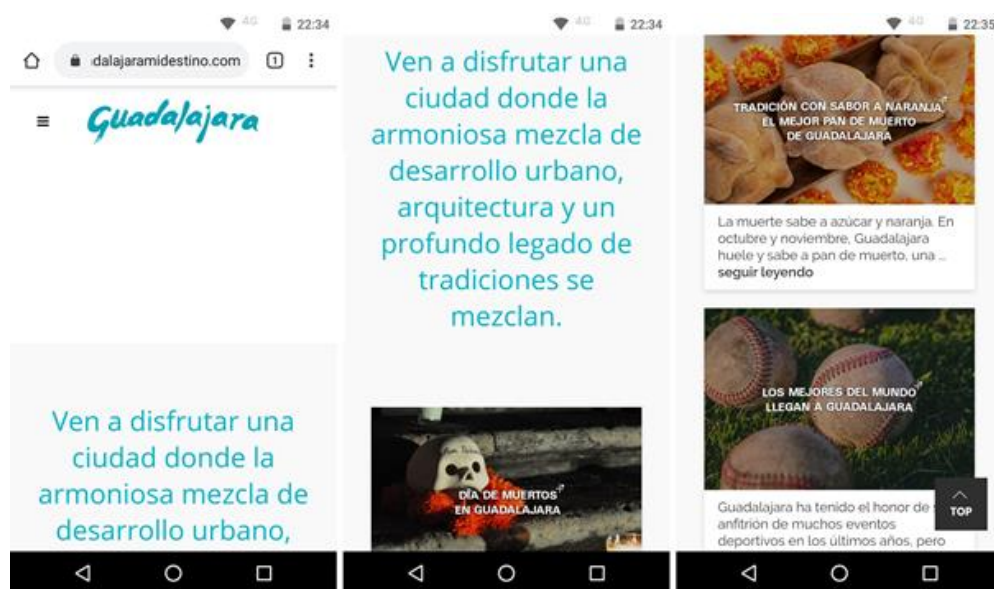 4G 22:34
dalajaramidestino.com 1
Guadalajara
Ven a disfrutar una
ciudad donde la
armoniosa mezcla de
desarrollo urbano,
4G 22:34
Ven a disfrutar una
ciudad donde la
armoniosa mezcla de
desarrollo urbano,
arquitectura y un
profundo legado de
tradiciones se
mezclan.
DÍA DE MUERTOS
EN GUADALAJARA
4G 22:35
TRADICIÓN CON SABOR A NARANJA.
EL MEJOR PAN DE MUERTO
DE GUADALAJARA
La muerte sabe a azúcar y naranja. En
octubre y noviembre, Guadalajara
huele y sabe a pan de muerto, una ...
seguir leyendo
LOS MEJORES DEL MUNDO
LLEGAN A GUADALAJARA
Guadalajara ha tenido el honor de
anfitrión de muchos eventos
deportivos en los últimos años, pero
TOP